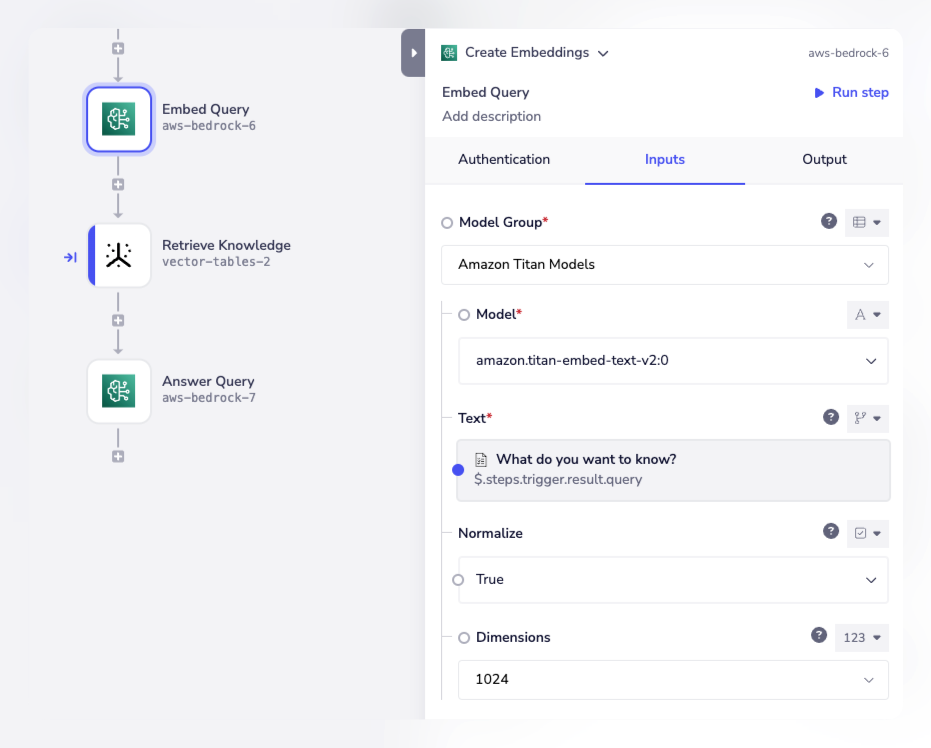 Embed Query
aws-bedrock-6
Retrieve Knowledge
vector-tables-2
Answer Query
aws-bedrock-7
Create Embeddings
aws-bedrock-6
Embed Query
Run step
Add description
Authentication Inputs Output
Model Group*
?
Amazon Titan Models
Model*
A
amazon.titan-embed-text-v2:0
Text*
?
What do you want to know?
$.steps.trigger.result.query
Normalize
?
True
Dimensions
? 123
1024